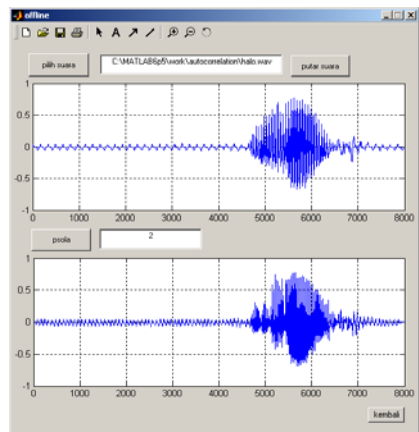 offline
pilih suara
C:\MATLAB6p5\work\autocorrelation\halo.wav
putar suara
1
0.5
0
-0.5
-1
0 1000 2000 3000 4000 5000 6000 7000 8000
psola
2
1
0.5
0
-0.5
-1
0 1000 2000 3000 4000 5000 6000 7000 8000
kembali